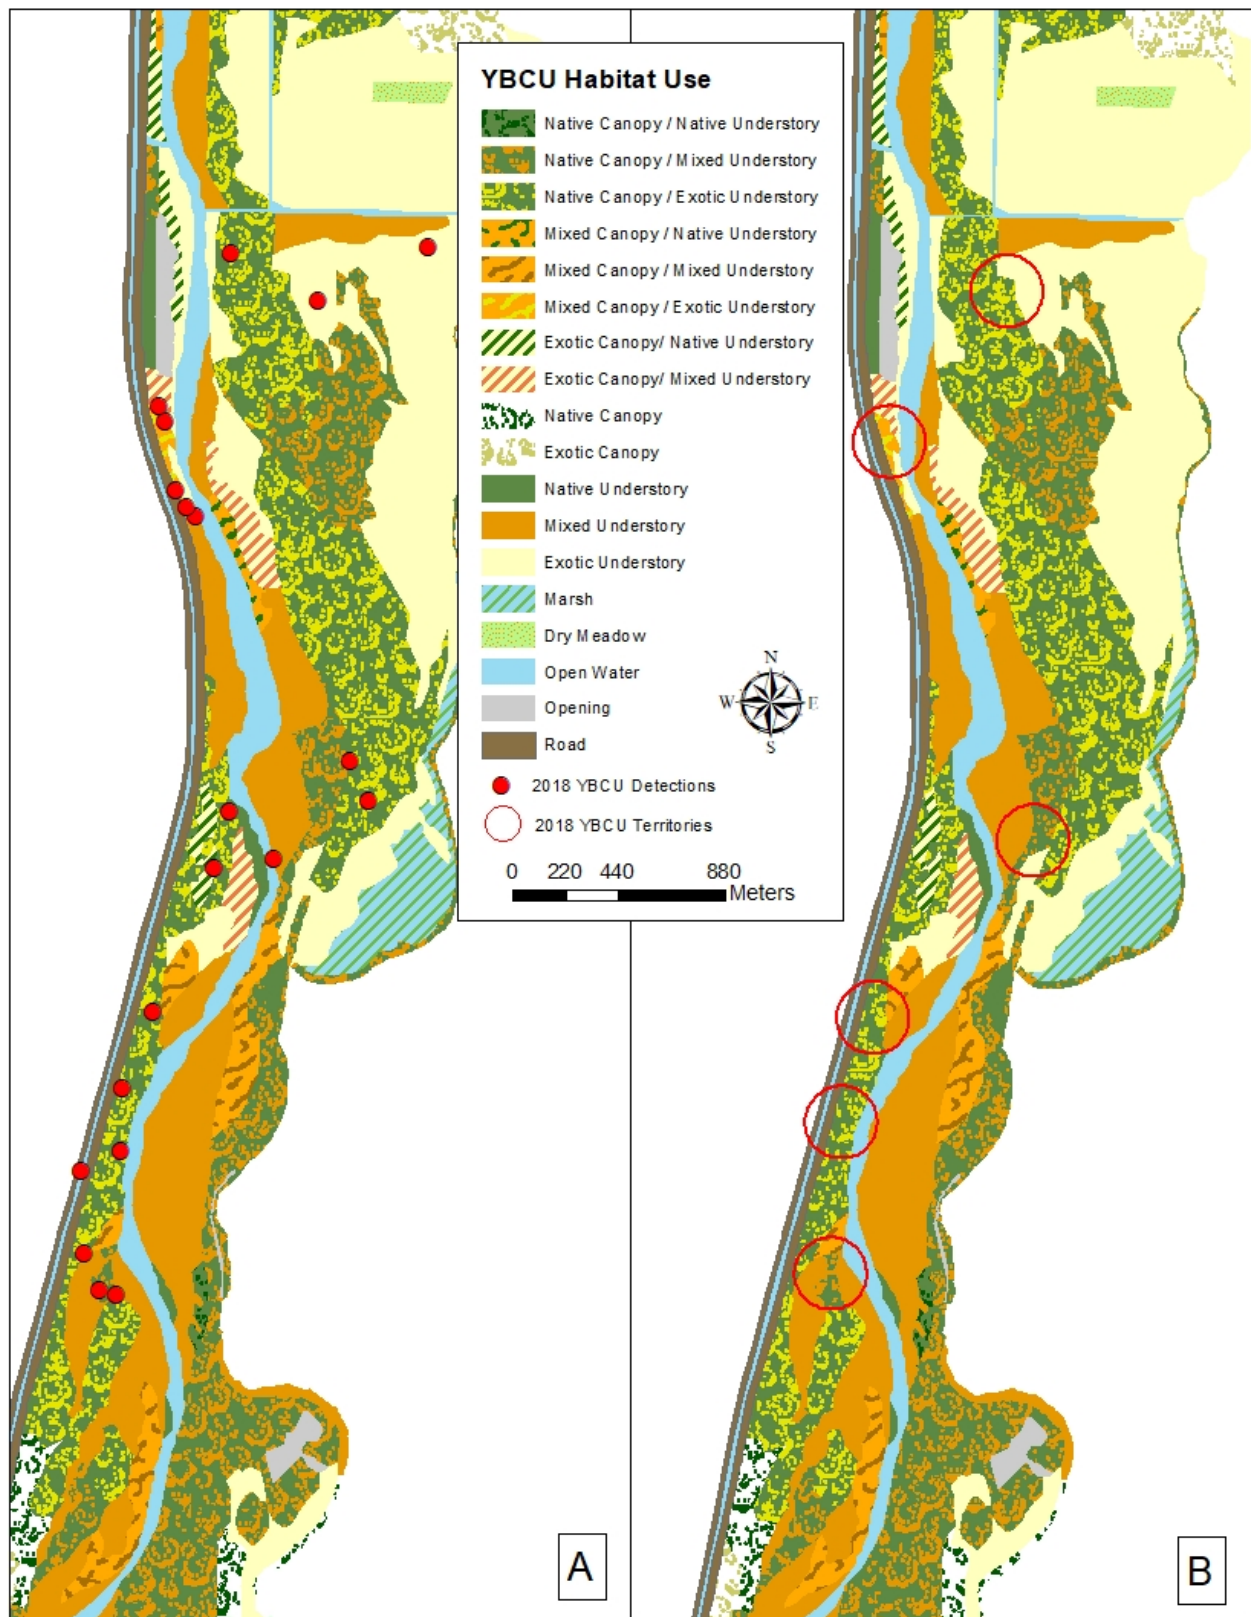 YBCU Habitat Use
Native Canopy / Native Understory
Native Canopy / Mixed Understory
Native Canopy / Exotic Understory
Mixed Canopy / Native Understory
Mixed Canopy / Mixed Understory
Mixed Canopy / Exotic Understory
Exotic Canopy/ Native Understory
Exotic Canopy/ Mixed Understory
Native Canopy
Exotic Canopy
Native Understory
Mixed Understory
Exotic Understory
Marsh
Dry Meadow
Open Water
Opening
Road
N
W E
S
2018 YBCU Detections
2018 YBCU Territories
0 220 440 880
Meters
A
B